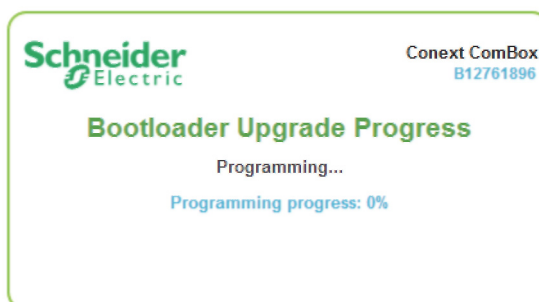 Schneider
Electric
Conext ComBox
B12761896
Bootloader Upgrade Progress
Programming...
Programming progress: 0%